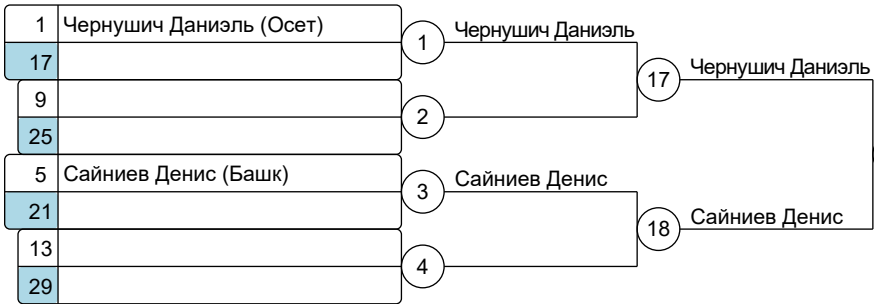 1 Чернушич Даниэль (Осет)
17
1
Чернушич Даниэль
9
25
2
17
Чернушич Даниэль
5 Сайниев Денис (Башк)
21
3
Сайниев Денис
13
29
4
18
Сайниев Денис